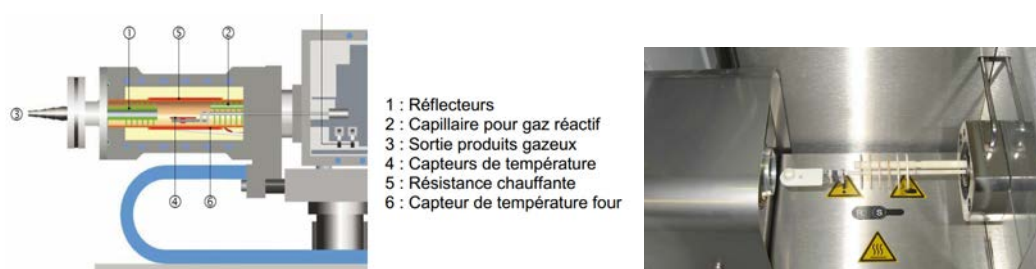 ① ⑤ ②
③
④ ⑥
1 : Réflecteurs
2 : Capillaire pour gaz réactif
3 : Sortie produits gazeux
4 : Capteurs de température
5 : Résistance chauffante
6 : Capteur de température four
R S